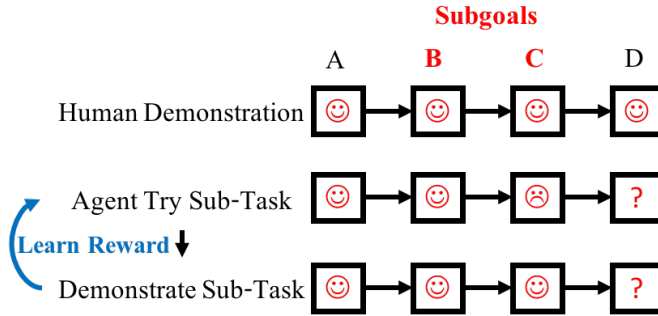 Subgoals
A B C D
Human Demonstration
Agent Try Sub-Task ?
Learn Reward
Demonstrate Sub-Task ?